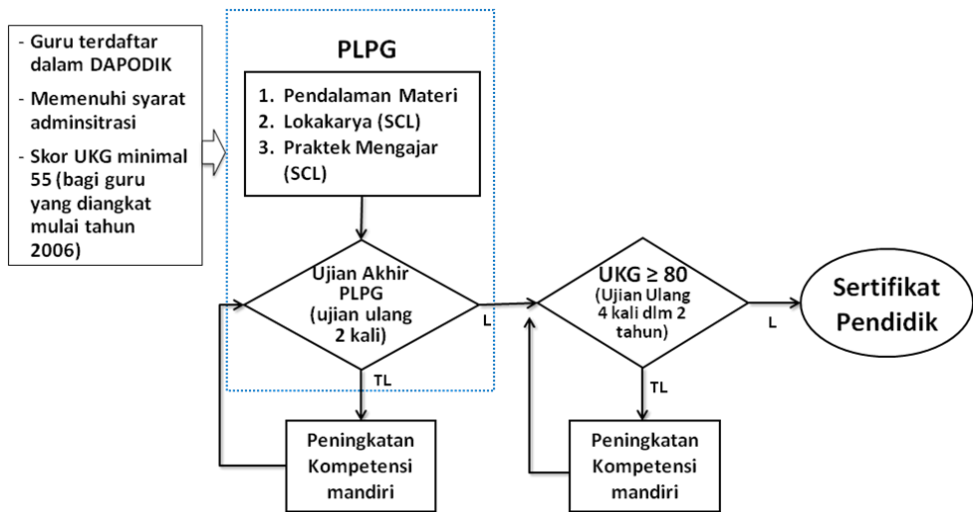 - Guru terdaftar
dalam DAPODIK
- Memenuhi syarat
adminsitrasi
- Skor UKG minimal
55 (bagi guru
yang diangkat
mulai tahun
2006)
PLPG
1. Pendalaman Materi
2. Lokakarya (SCL)
3. Praktek Mengajar
(SCL)
Ujian Akhir
PLPG
(ujian ulang
2 kali)
L
TL
Peningkatan
Kompetensi
mandiri
UKG ≥ 80
(Ujian Ulang
4 kali dlm 2
tahun)
L
TL
Peningkatan
Kompetensi
mandiri
Sertifikat
Pendidik